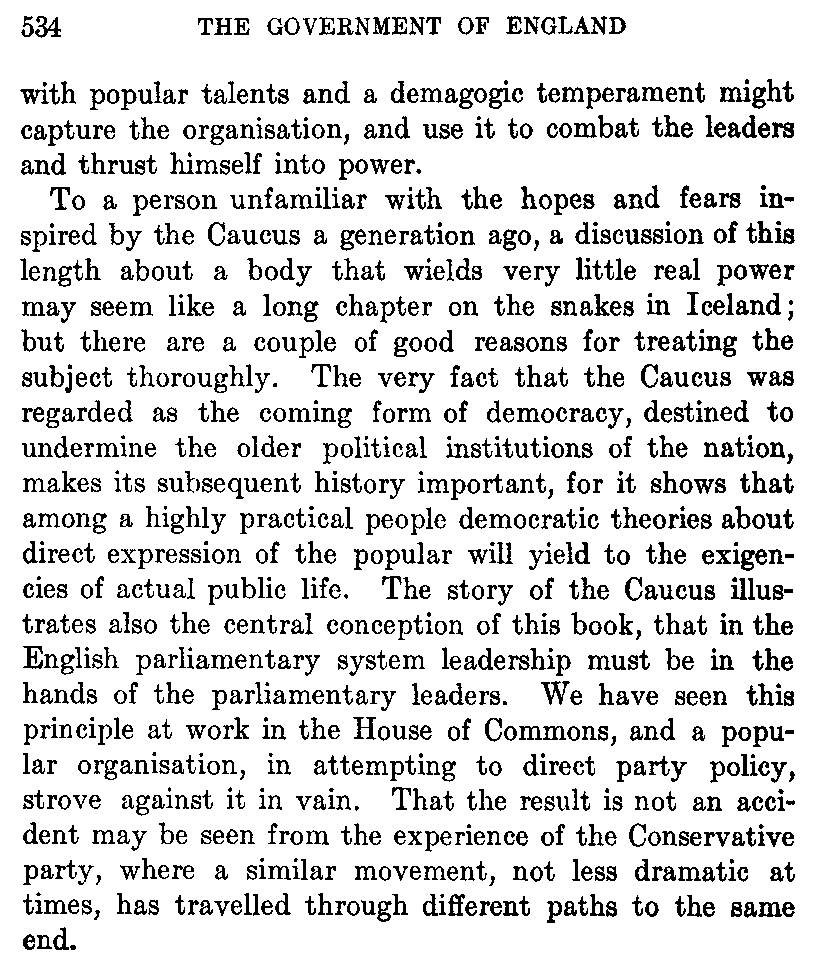 534 THE GOVERNMENT OF ENGLAND
with popular talents and a demagogic temperament might
capture the organisation, and use it to combat the leaders
and thrust himself into power.
To a person unfamiliar with the hopes and fears in-
spired by the Caucus a generation ago, a discussion of this
length about a body that wields very little real power
may seem like a long chapter on the snakes in Iceland;
but there are a couple of good reasons for treating the
subject thoroughly. The very fact that the Caucus was
regarded as the coming form of democracy, destined to
undermine the older political institutions of the nation,
makes its subsequent history important, for it shows that
among a highly practical people democratic theories about
direct expression of the popular will yield to the exigen-
cies of actual public life. The story of the Caucus illus-
trates also the central conception of this book, that in the
English parliamentary system leadership must be in the
hands of the parliamentary leaders. We have seen this
principle at work in the House of Commons, and a popu-
lar organisation, in attempting to direct party policy,
strove against it in vain. That the result is not an acci-
dent may be seen from the experience of the Conservative
party, where a similar movement, not less dramatic at
times, has travelled through different paths to the same
end.